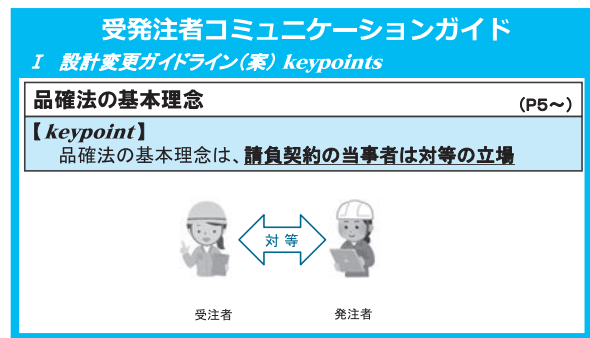 受発注者コミュニケーションガイド
Ⅰ 設計変更ガイドライン(案) keypoints
品確法の基本理念 (P5～)
【keypoint】
品確法の基本理念は、請負契約の当事者は対等の立場
対 等
受注者 発注者